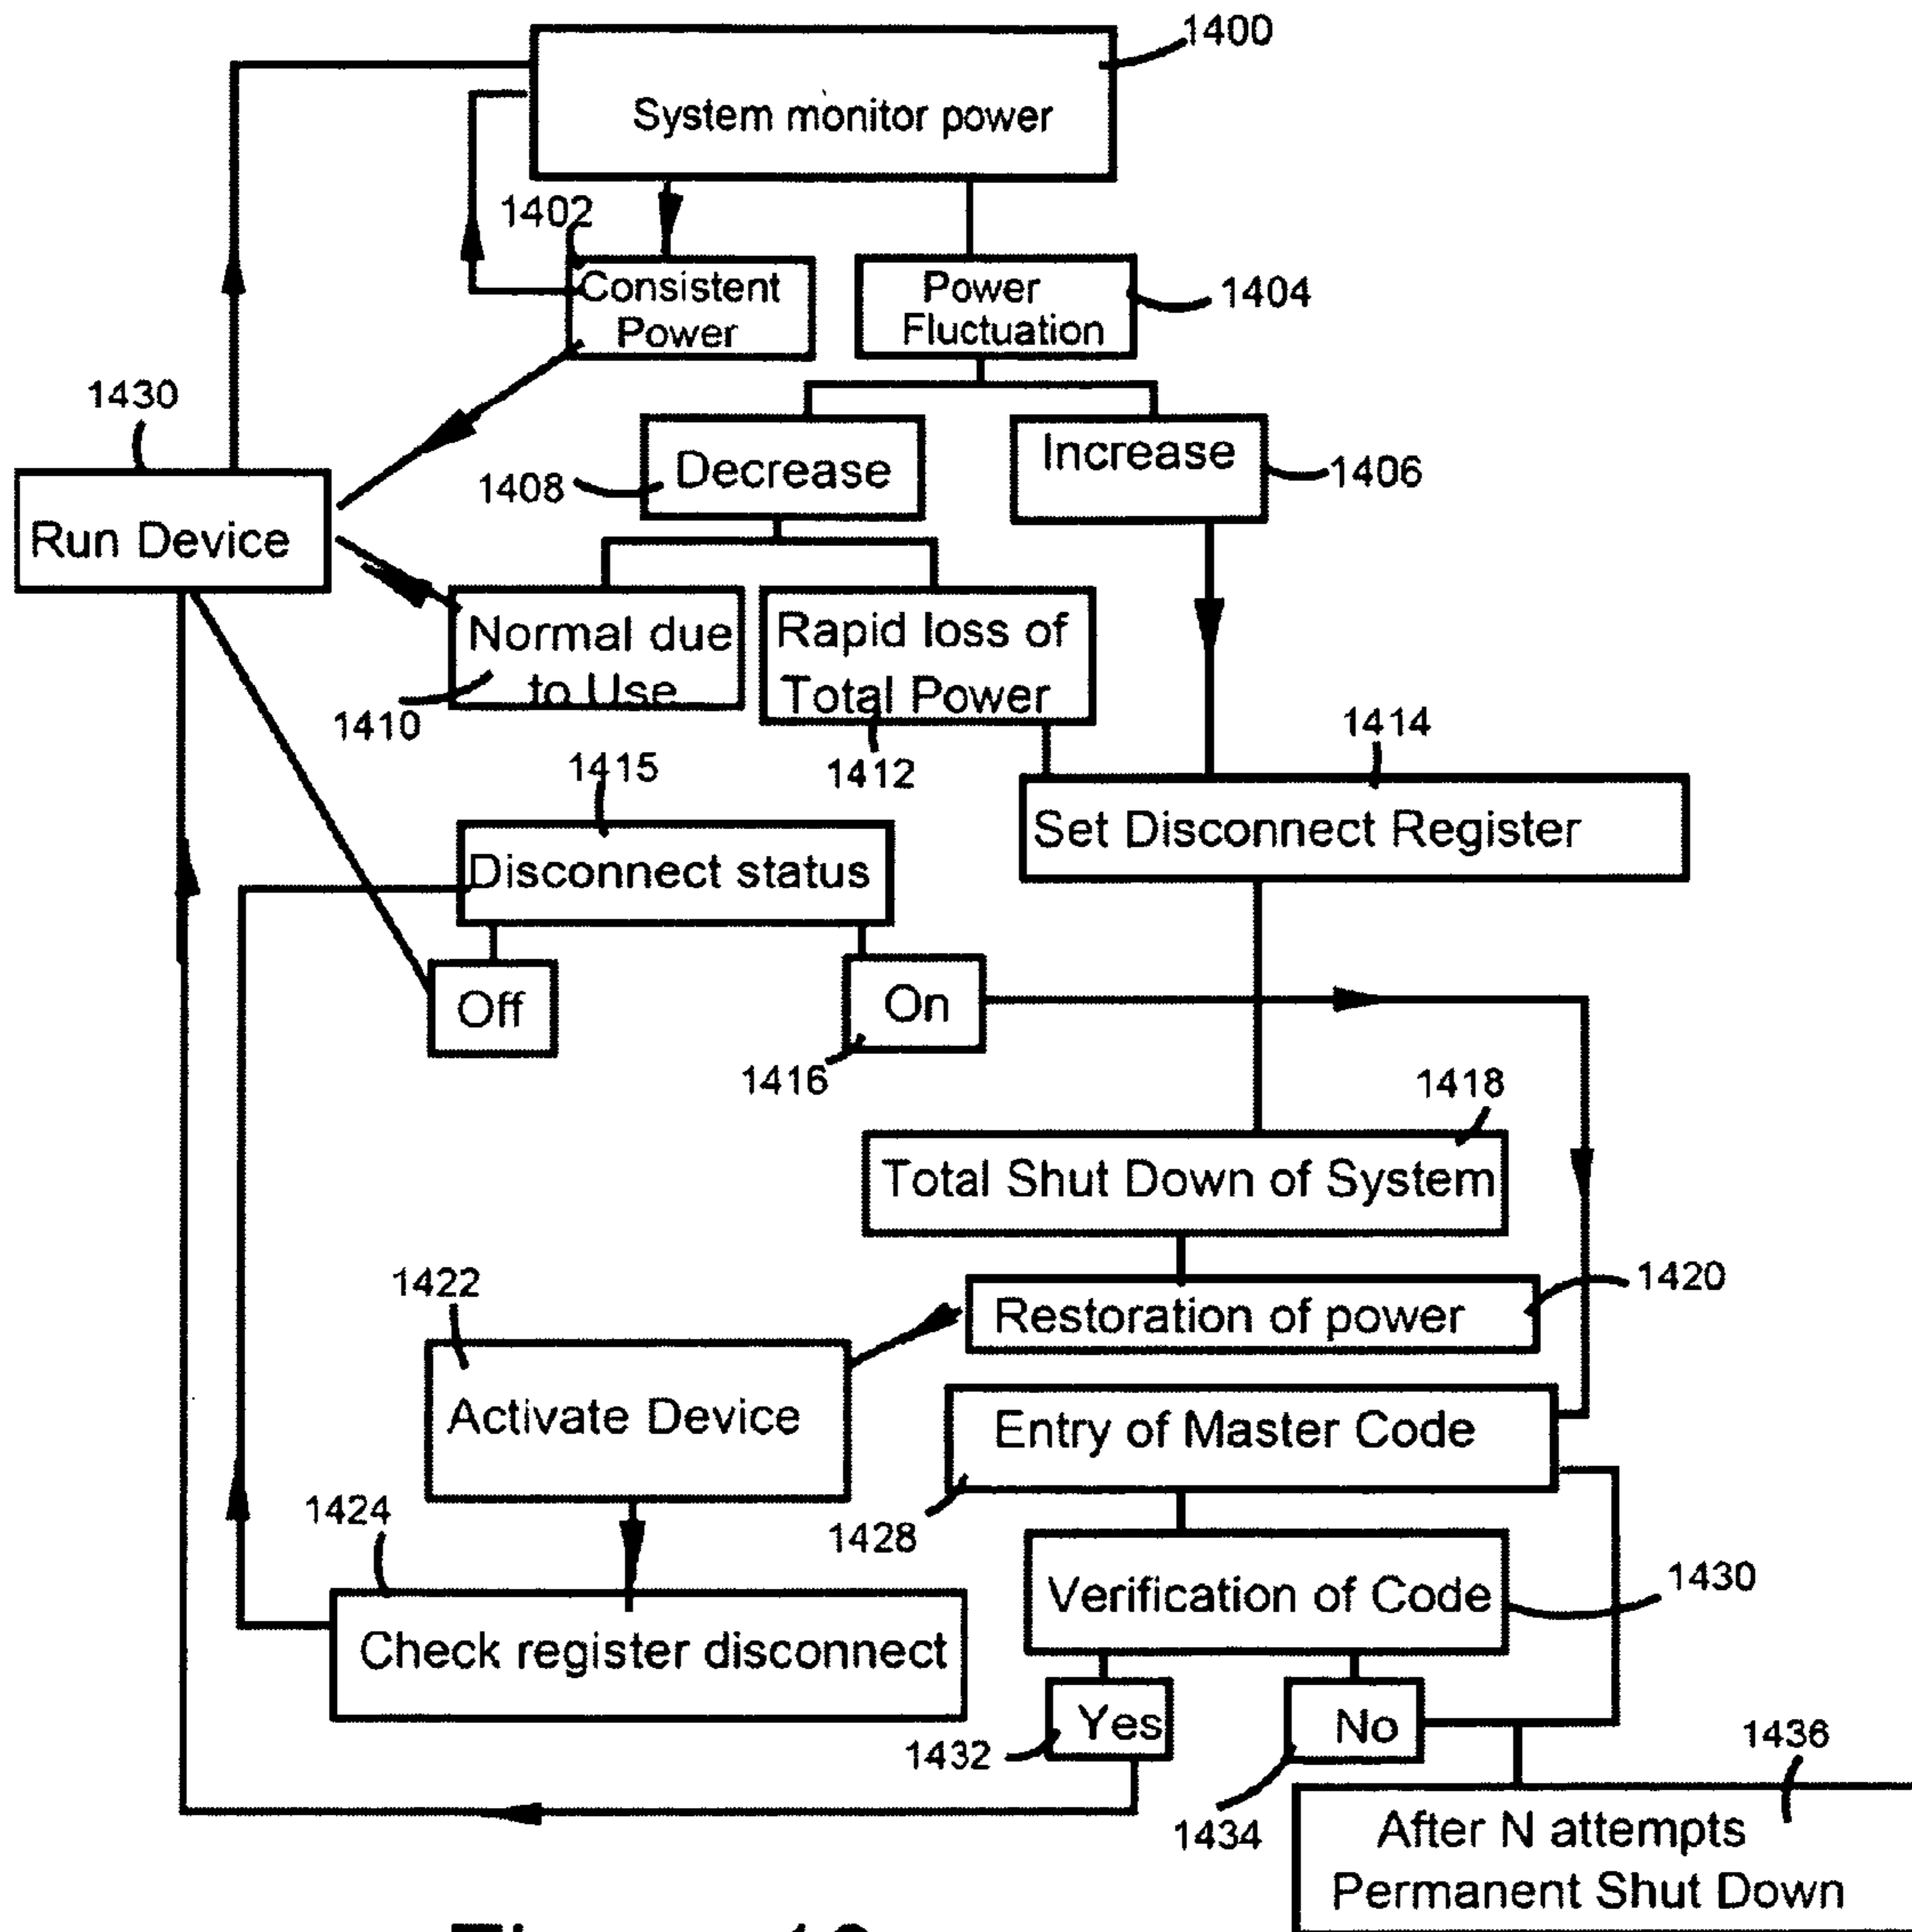 1400
System monitor power
1402
Consistent
Power
Power
Fluctuation
1404
1430
Run Device
1408
Decrease
Increase
1406
Normal due
to Use
1410
Rapid loss of
Total Power
1412
1414
Set Disconnect Register
1415
Disconnect status
Off
On
1416
1418
Total Shut Down of System
1420
Restoration of power
1422
Activate Device
Entry of Master Code
1428
1424
Check register disconnect
Verification of Code
1430
Yes
1432
No
1434
1436
After N attempts
Permanent Shut Down